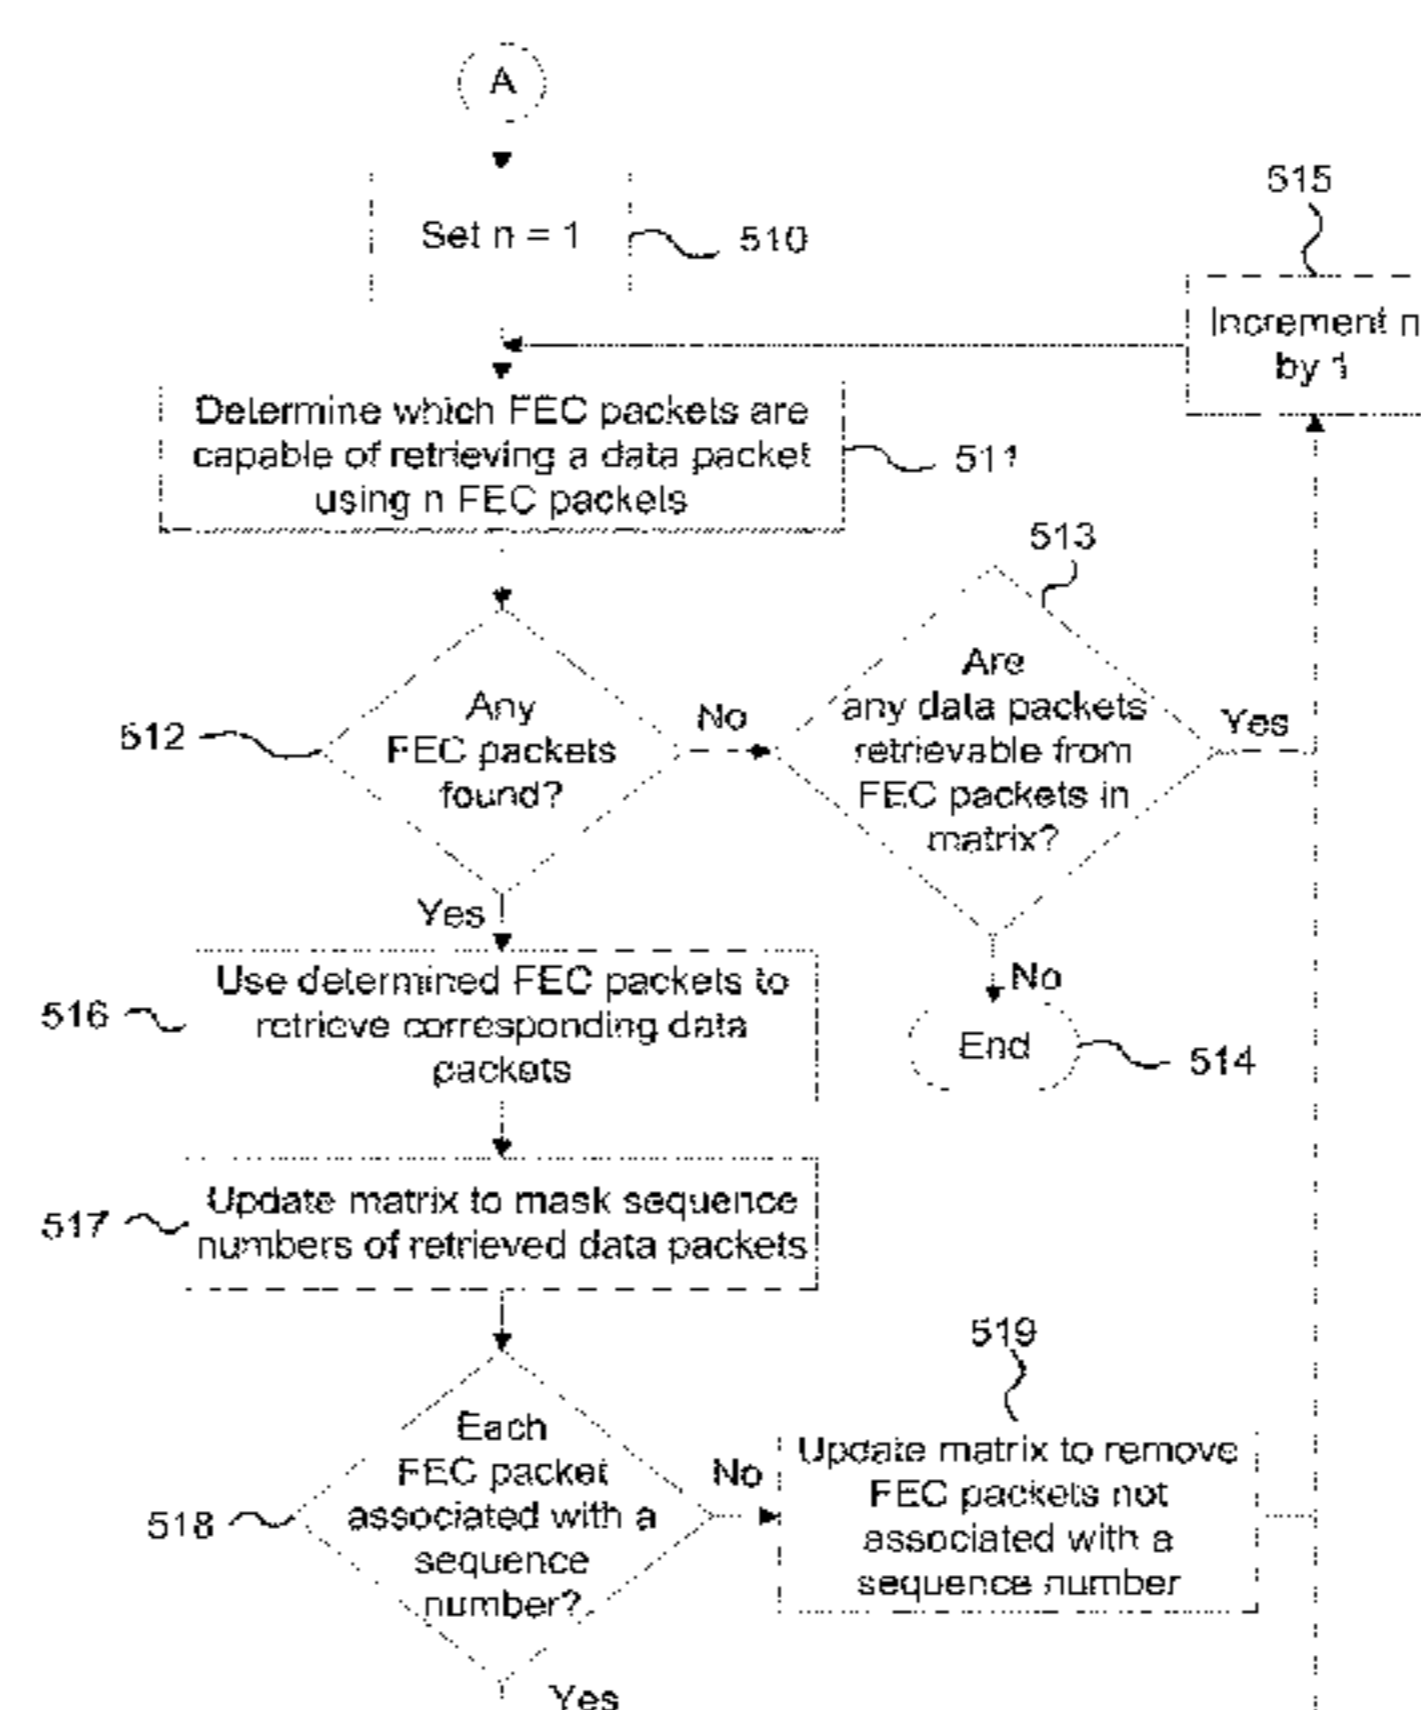 A
Set n = 1
510
515
Increment n
by 1
Determine which FEC packets are
capable of retrieving a data packet
using n FEC packets
511
513
512
Any
FEC packets
found?
No
Are
any data packets
retrievable from
FEC packets in
matrix?
Yes
Yes
No
516
Use determined FEC packets to
retrieve corresponding data
packets
End
514
517
Update matrix to mask sequence
numbers of retrieved data packets
519
518
Each
FEC packet
associated with a
sequence
number?
No
Update matrix to remove
FEC packets not
associated with a
sequence number
Yes